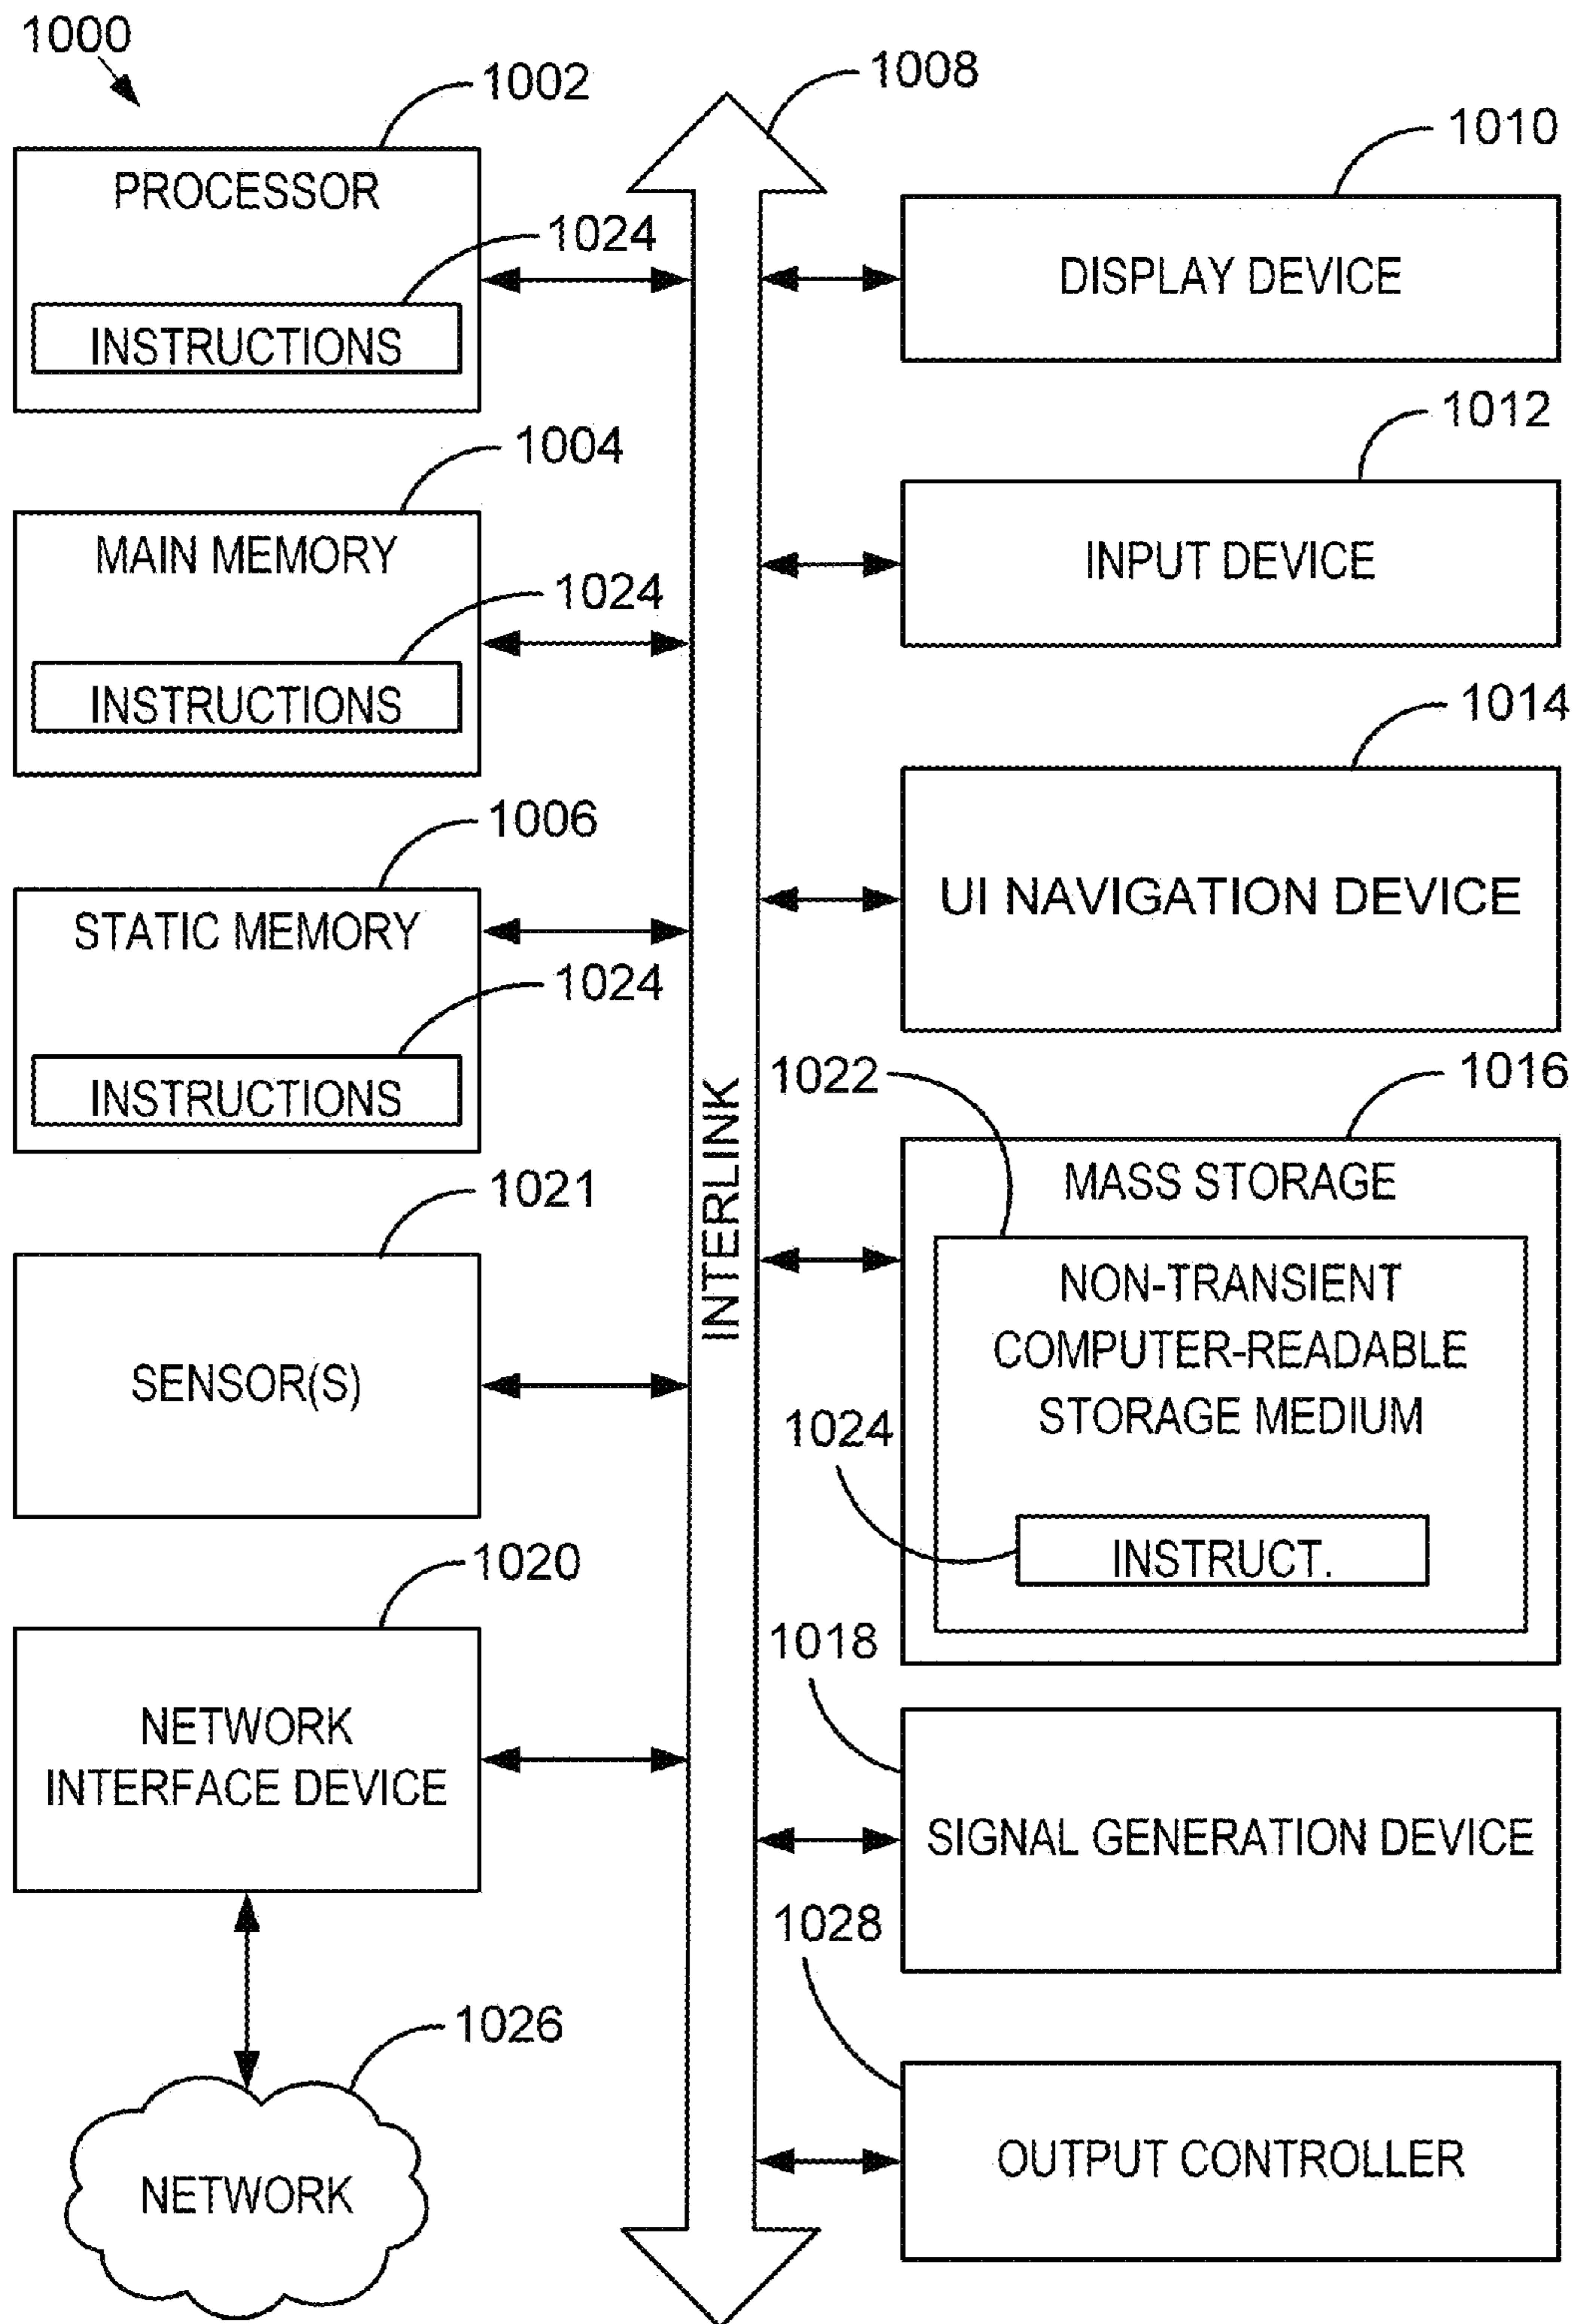 1000
1002
PROCESSOR
1024
INSTRUCTIONS
1004
MAIN MEMORY
1024
INSTRUCTIONS
1006
STATIC MEMORY
1024
INSTRUCTIONS
1021
SENSOR(S)
1020
NETWORK
INTERFACE DEVICE
1026
NETWORK
1008
INTERLINK
1010
DISPLAY DEVICE
1012
INPUT DEVICE
1014
UI NAVIGATION DEVICE
1016
MASS STORAGE
1022
NON-TRANSIENT
COMPUTER-READABLE
STORAGE MEDIUM
1024
INSTRUCT.
1018
SIGNAL GENERATION DEVICE
1028
OUTPUT CONTROLLER